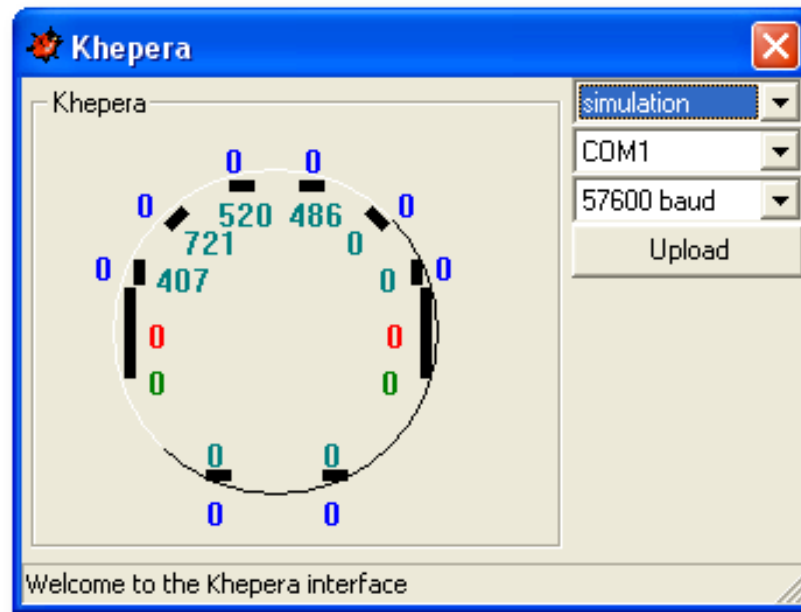 Khepera
Khepera
simulation
COM1
57600 baud
Upload
0 0
0 520 486 0
721 0
0 407 0 0
0 0
0 0
0 0
0 0
Welcome to the Khepera interface